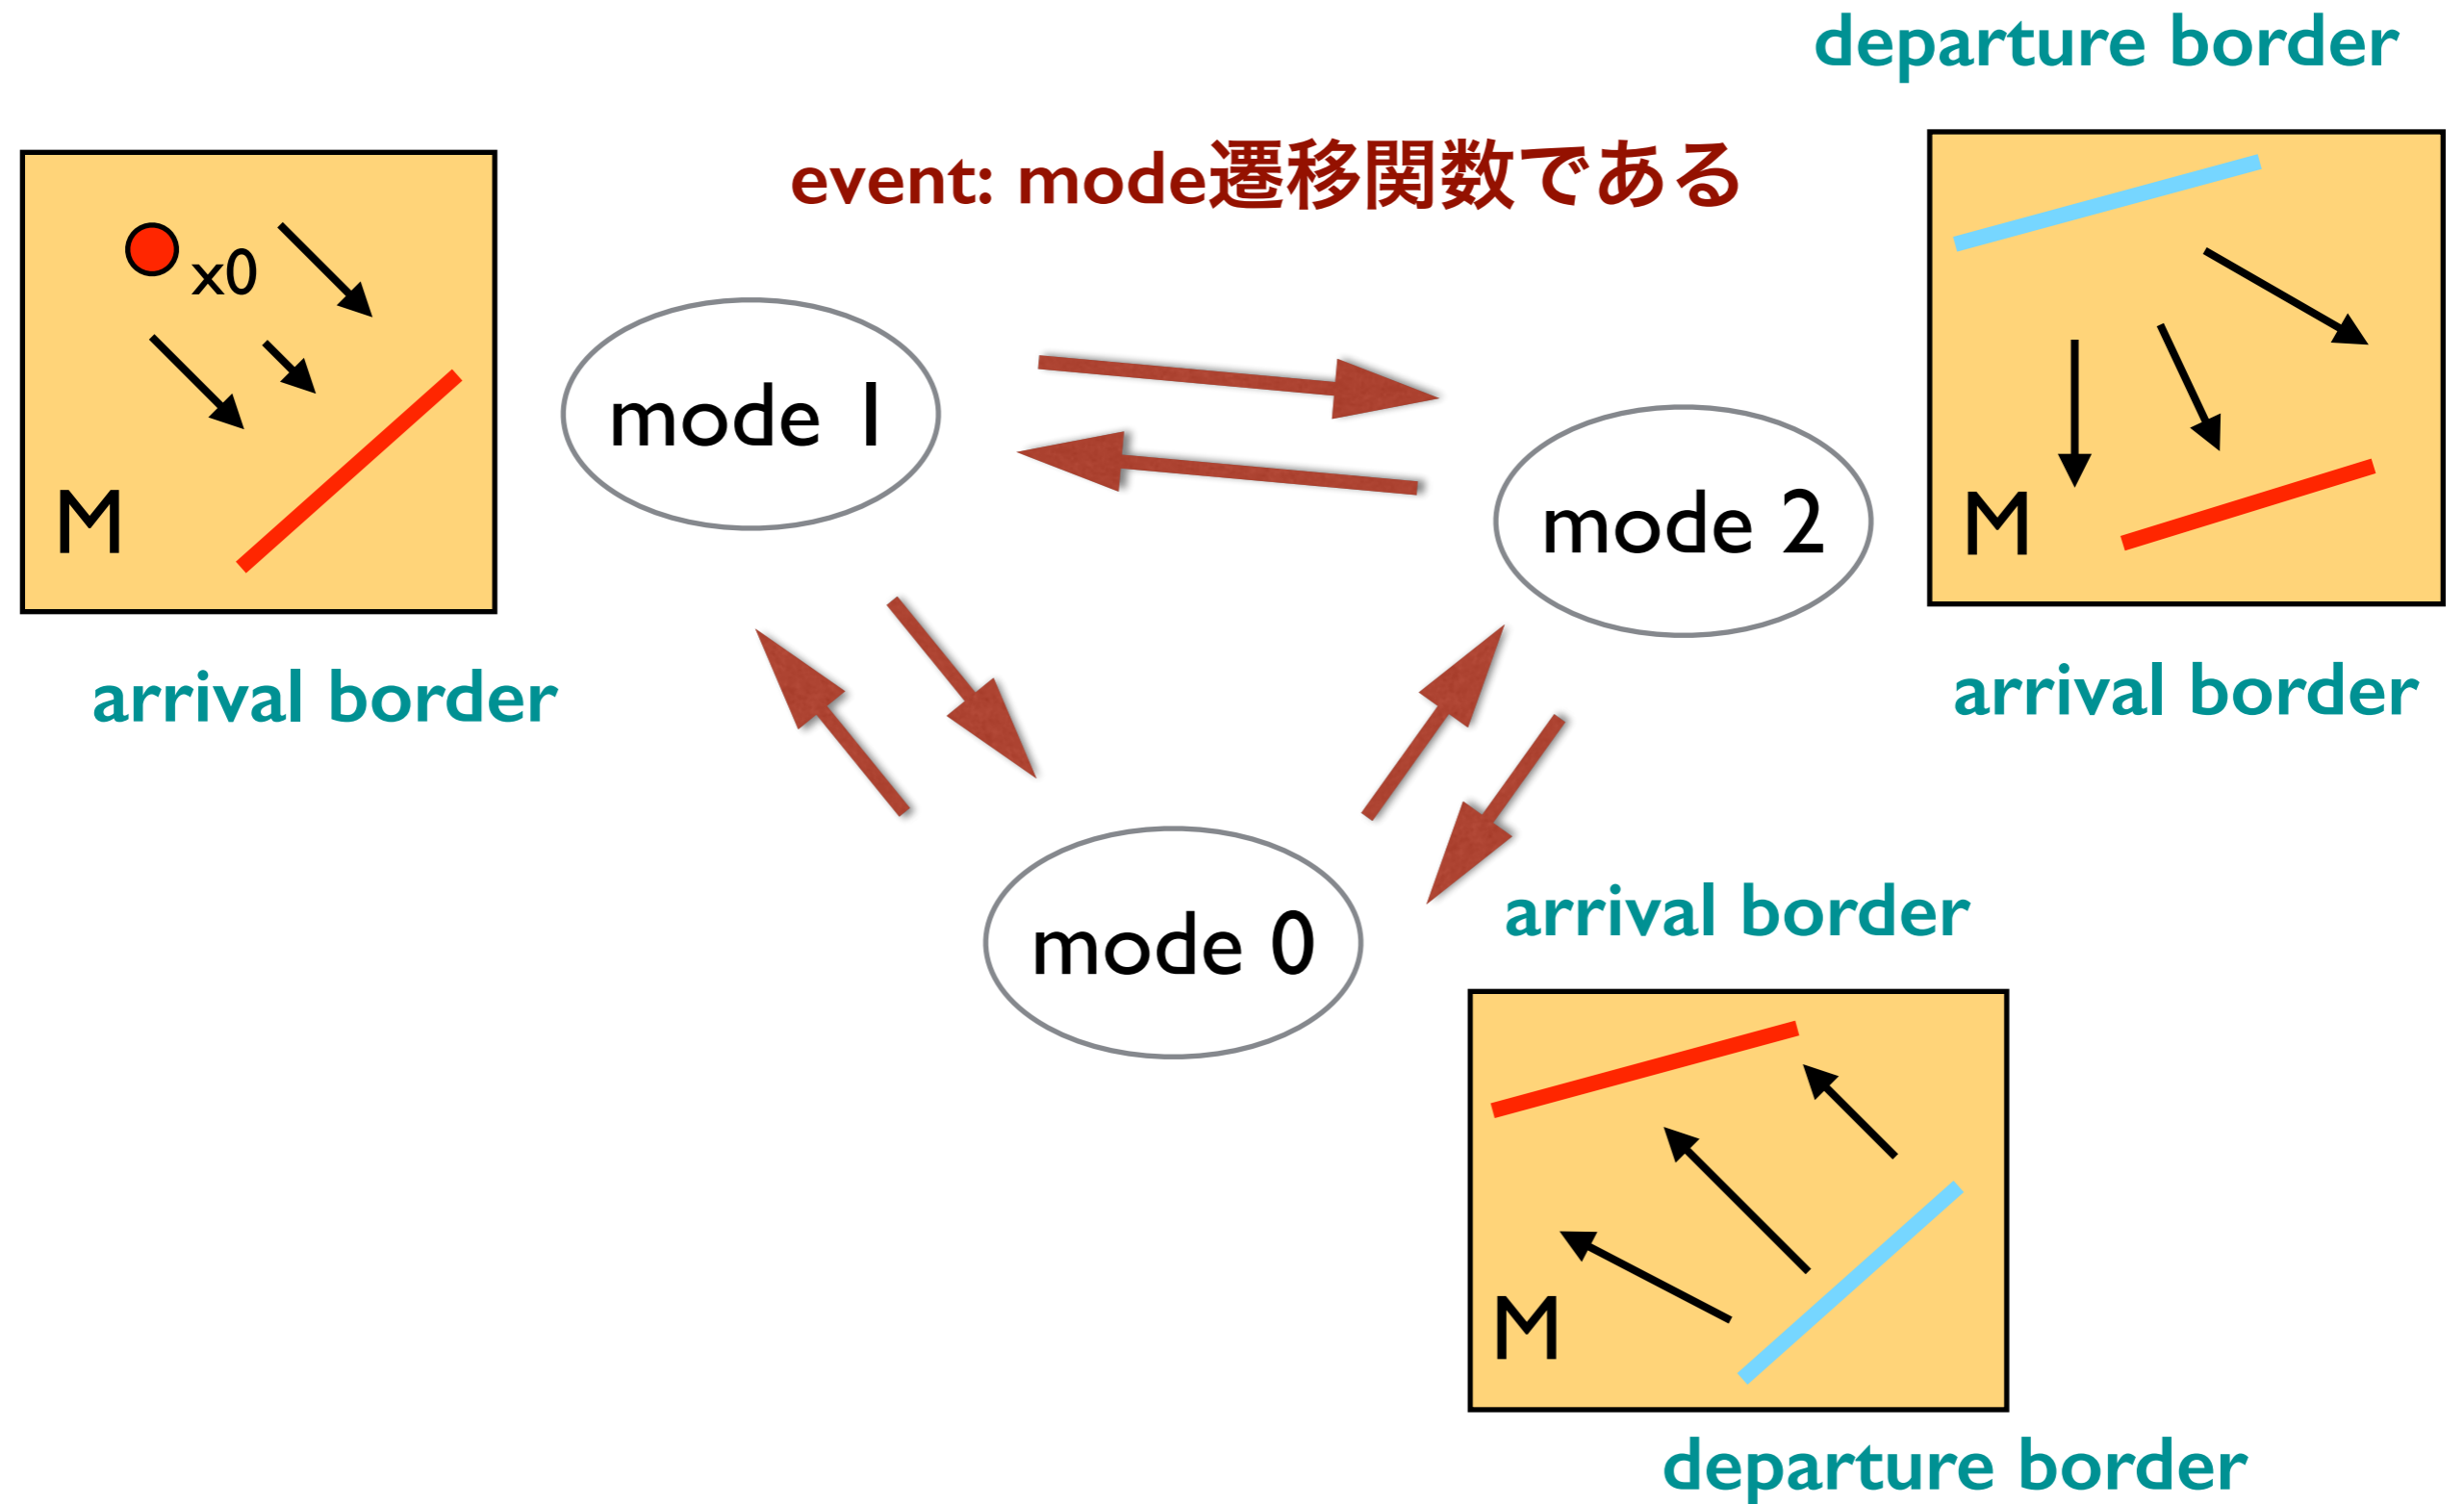 departure border
event: mode遷移関数である
x0
mode 1
mode 2
M
M
arrival border
arrival border
mode 0
arrival border
M
departure border